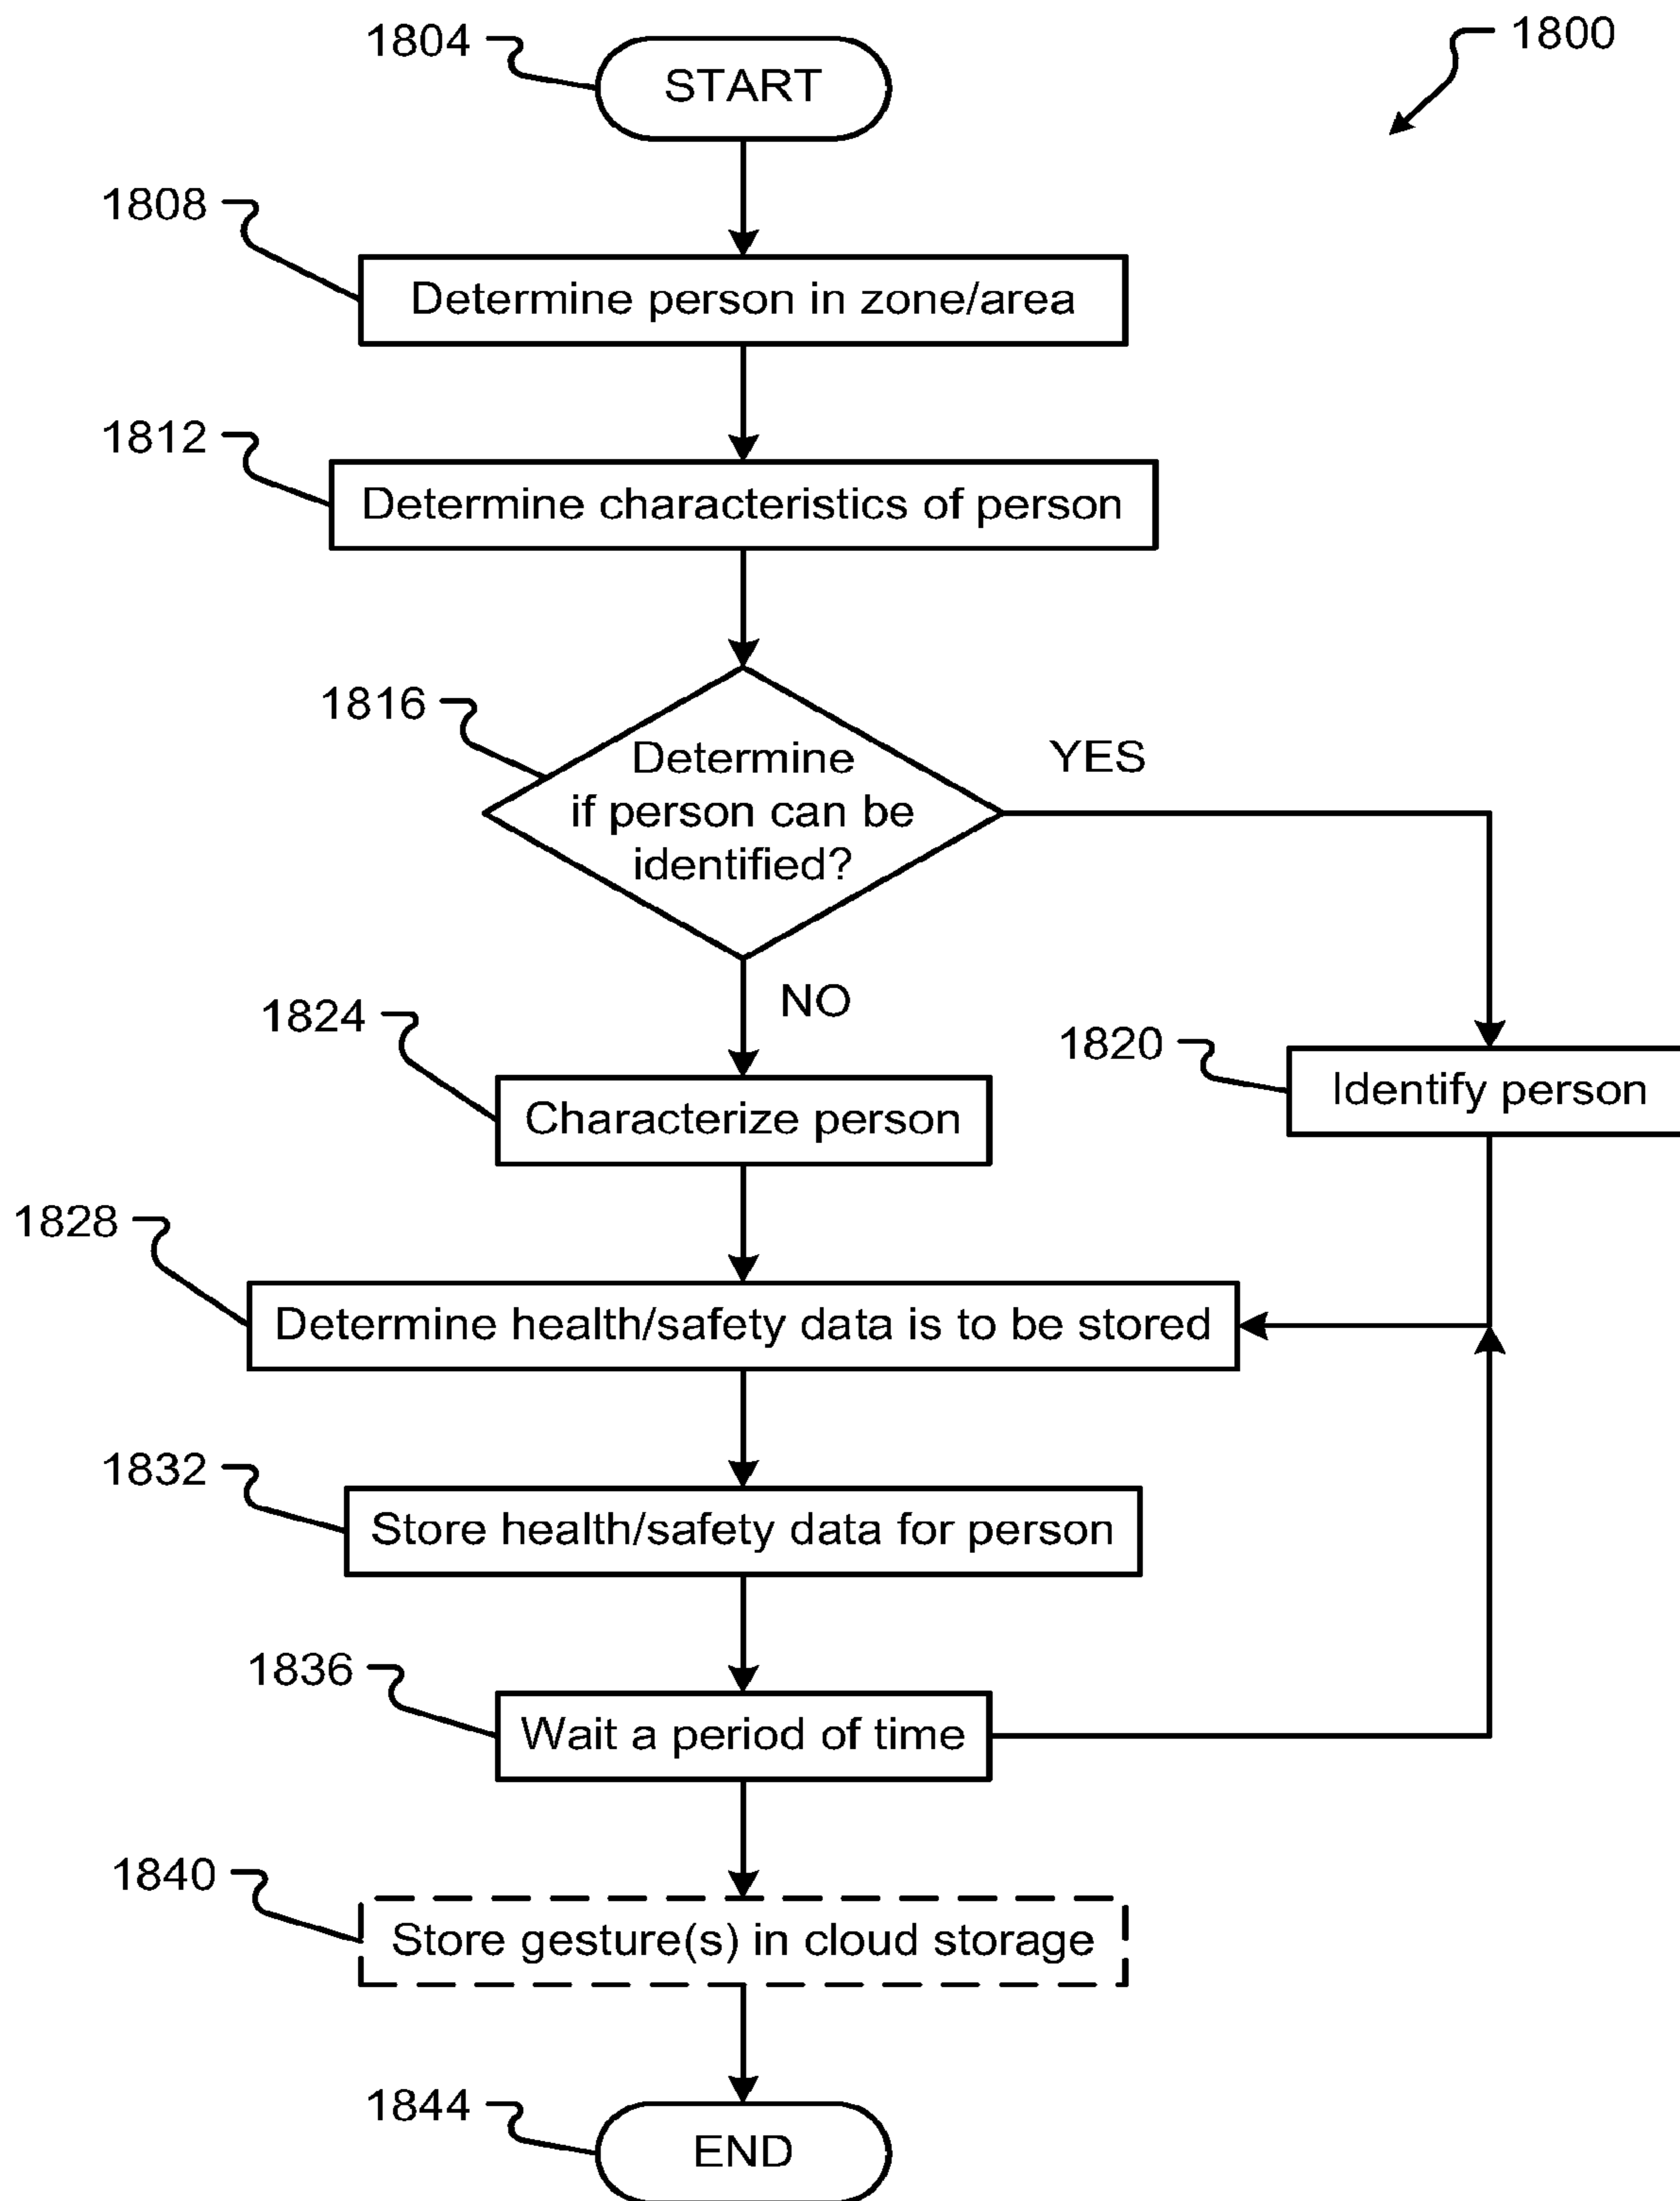 1804
START
1800
1808
Determine person in zone/area
1812
Determine characteristics of person
1816
Determine
if person can be
identified?
YES
NO
1824
Characterize person
1820
Identify person
1828
Determine health/safety data is to be stored
1832
Store health/safety data for person
1836
Wait a period of time
1840
Store gesture(s) in cloud storage
1844
END